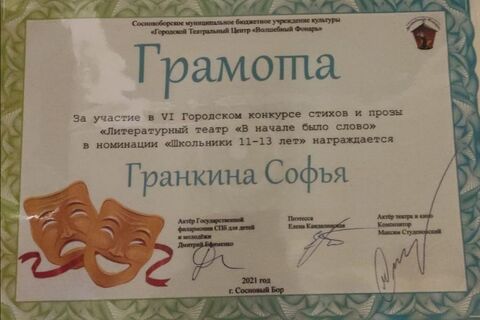 Сосновоборское муниципальное бюджетное учреждение культуры
«Городской Театральный Центр «Волшебный Фонарь»
Грамота
За участие в VI Городском конкурсе стихов и прозы
«Литературный театр «В начале было слово»
в номинации «Школьники 11-13 лет» награждается
Гранкина Софья
Актёр Государственной
филармонии СПБ для детей
и молодёжи
Дмитрий Ефименко
Поэтесса
Елена
Актёр театра и кино
Композитор
Максим Студеновский
2021 год
г. Сосновый Бор